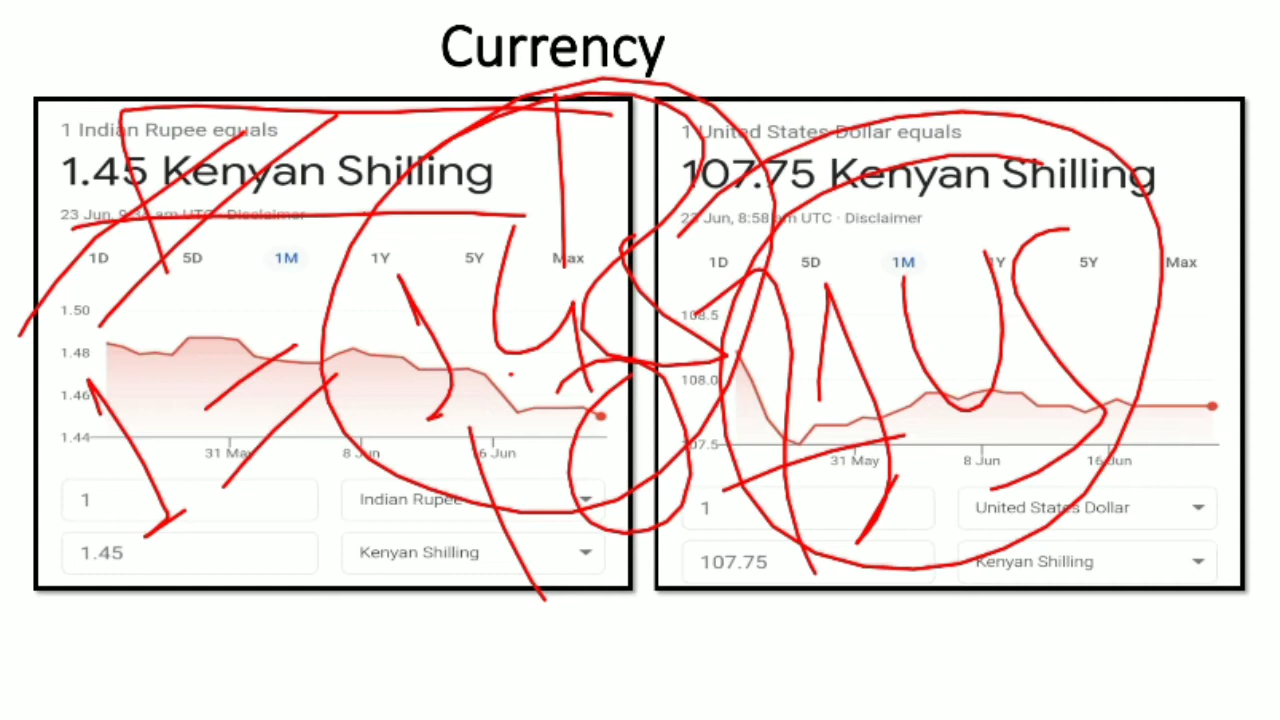 Currency
1 Indian Rupee equals
1.45 Kenyan Shilling
23 Jun, am UTC · Disclaimer
1D 5D 1M 1Y 5Y Max
1.50
1.48
1.46
1.44
31 May 8 Jun 16 Jun
1 Indian Rupee
1.45 Kenyan Shilling
1 United States Dollar equals
107.75 Kenyan Shilling
23 Jun, 8:58 am UTC · Disclaimer
1D 5D 1M 1Y 5Y Max
108.5
108.0
107.5
31 May 8 Jun 16 Jun
1 United States Dollar
107.75 Kenyan Shilling